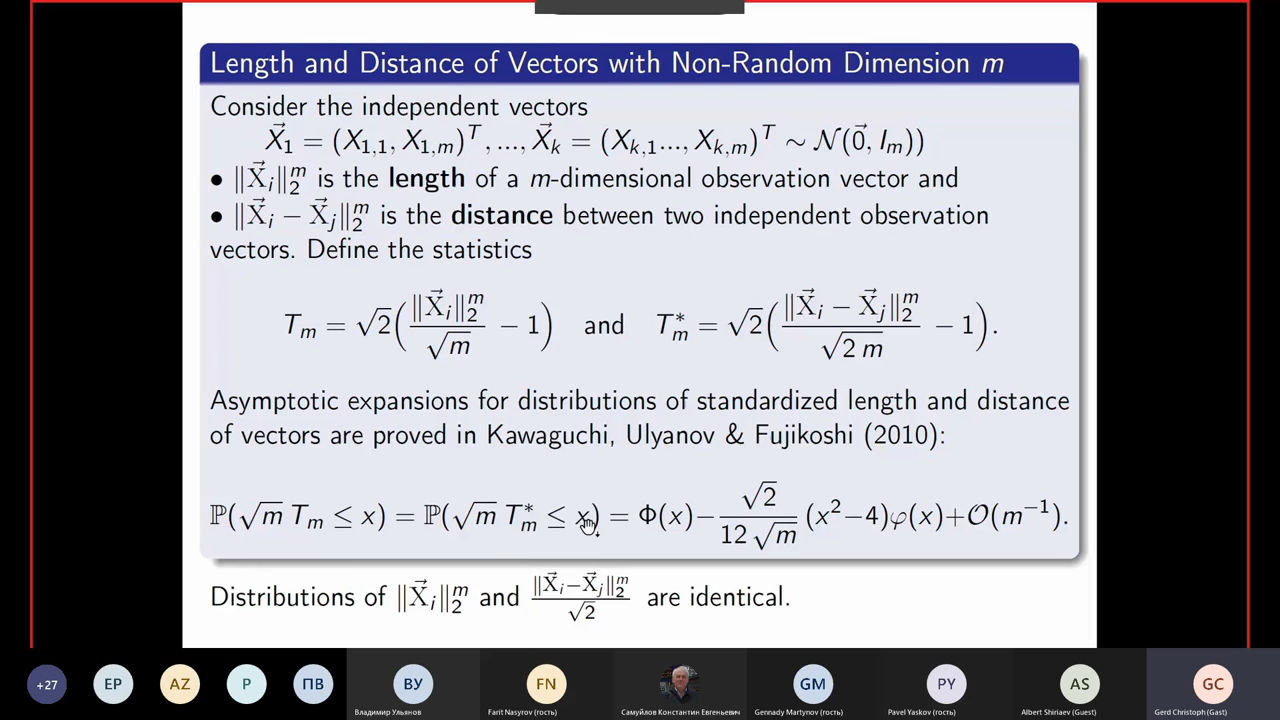 Length and Distance of Vectors with Non-Random Dimension m
Consider the independent vectors
X⃗₁ = (X₁,₁, X₁,ₘ)ᵀ, ..., X⃗ₖ = (Xₖ,₁..., Xₖ,ₘ)ᵀ ∼ 𝒩(0⃗, Iₘ))
• ‖X⃗ᵢ‖₂ᵐ is the length of a m-dimensional observation vector and
• ‖X⃗ᵢ − X⃗ⱼ‖₂ᵐ is the distance between two independent observation
vectors. Define the statistics
Tₘ = √2(‖X⃗ᵢ‖₂ᵐ / √m − 1) and Tₘ* = √2(‖X⃗ᵢ − X⃗ⱼ‖₂ᵐ / √(2 m) − 1).
Asymptotic expansions for distributions of standardized length and distance
of vectors are proved in Kawaguchi, Ulyanov & Fujikoshi (2010):
ℙ(√m Tₘ ≤ x) = ℙ(√m Tₘ* ≤ x) = Φ(x) − √2 / (12 √m) (x² − 4)φ(x) + 𝒪(m⁻¹).
Distributions of ‖X⃗ᵢ‖₂ᵐ and ‖X⃗ᵢ−X⃗ⱼ‖₂ᵐ / √2 are identical.
+27 EP AZ P ПВ ВУ FN GM PY AS GC
Владимир Ульянов Farit Nasyrov (гость) Самуйлов Константин Евгеньевич Gennady Martynov (гость) Pavel Yaskov (гость) Albert Shiriaev (Guest) Gerd Christoph (Gast)